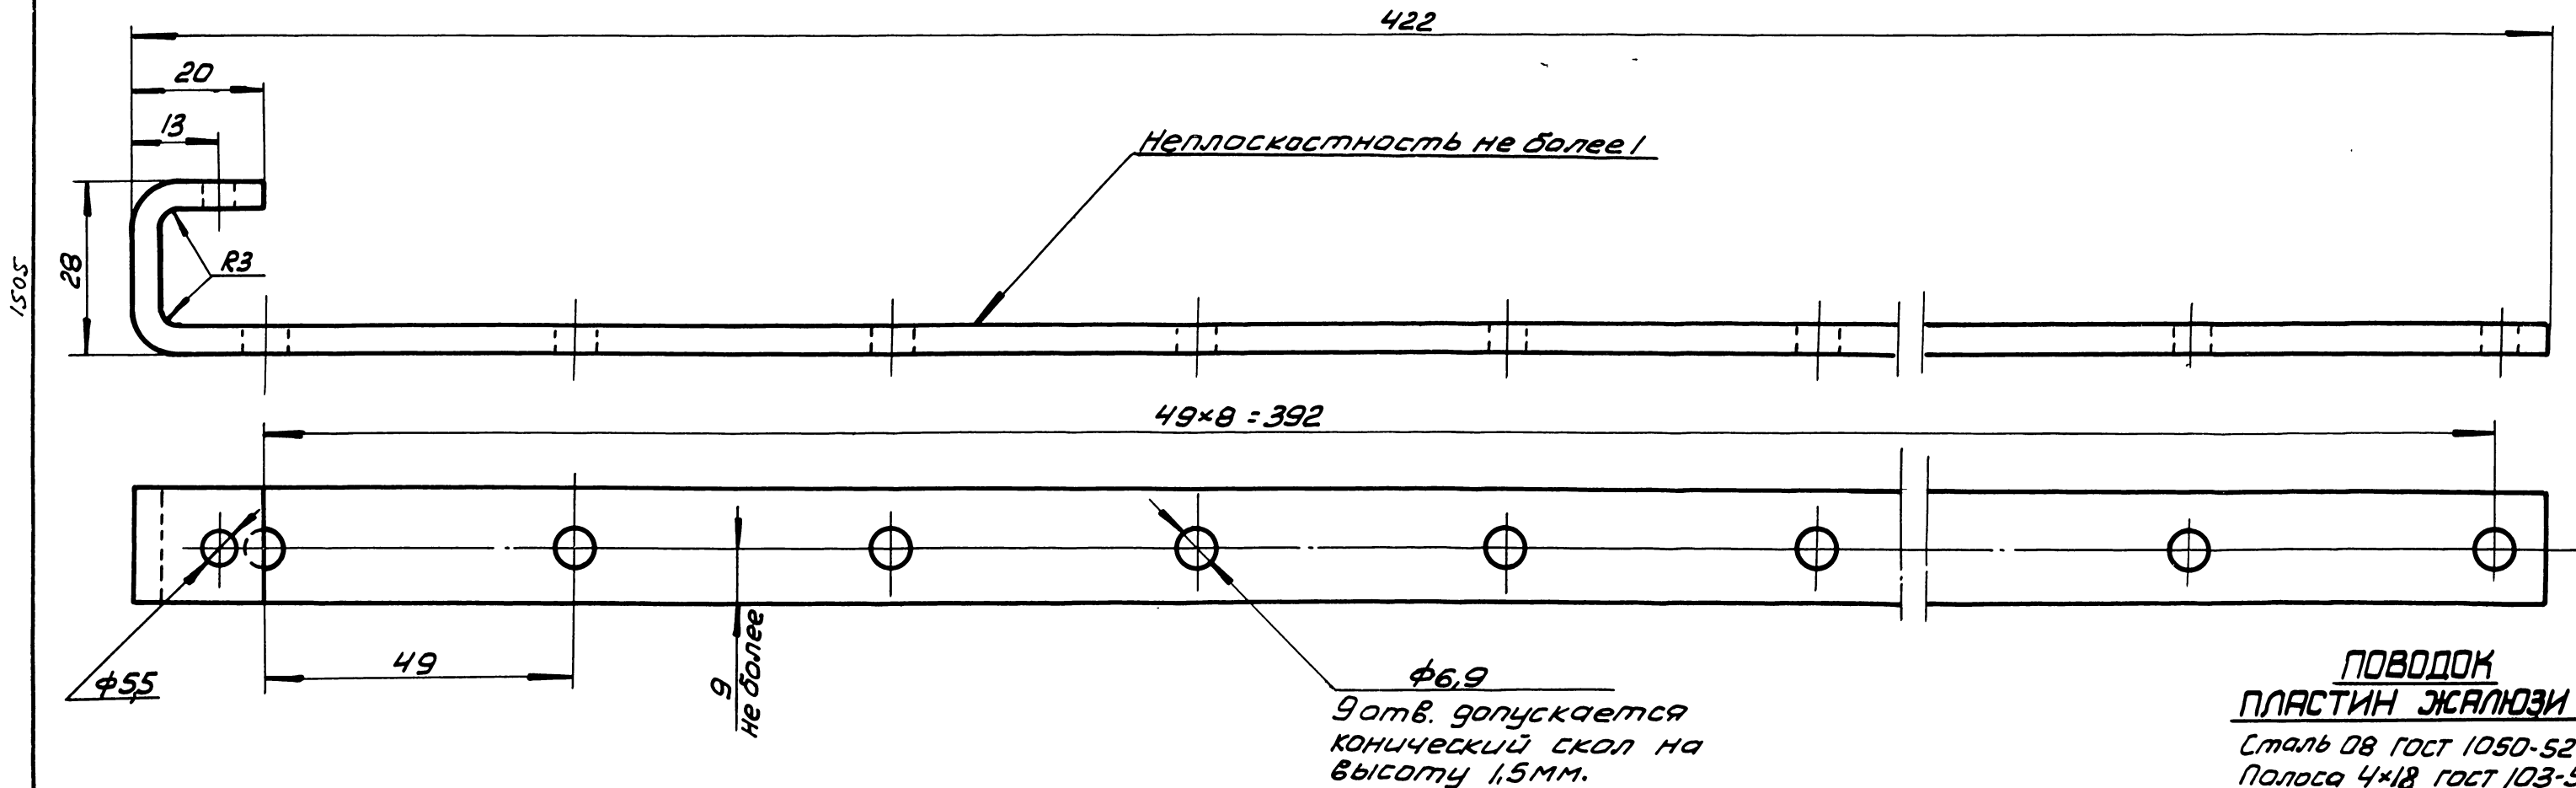 422
20
13
Неплоскостность не более 1
28
R3
1505
49×8=392
ф5,5
49
9
не более
ф6,9
9 отв. допускается
конический скол на
высоту 1,5мм.
ПОВОДОК
ПЛАСТИН ЖАЛЮЗИ
Сталь 08 ГОСТ 1050-52
Полоса 4×18 ГОСТ 103-5